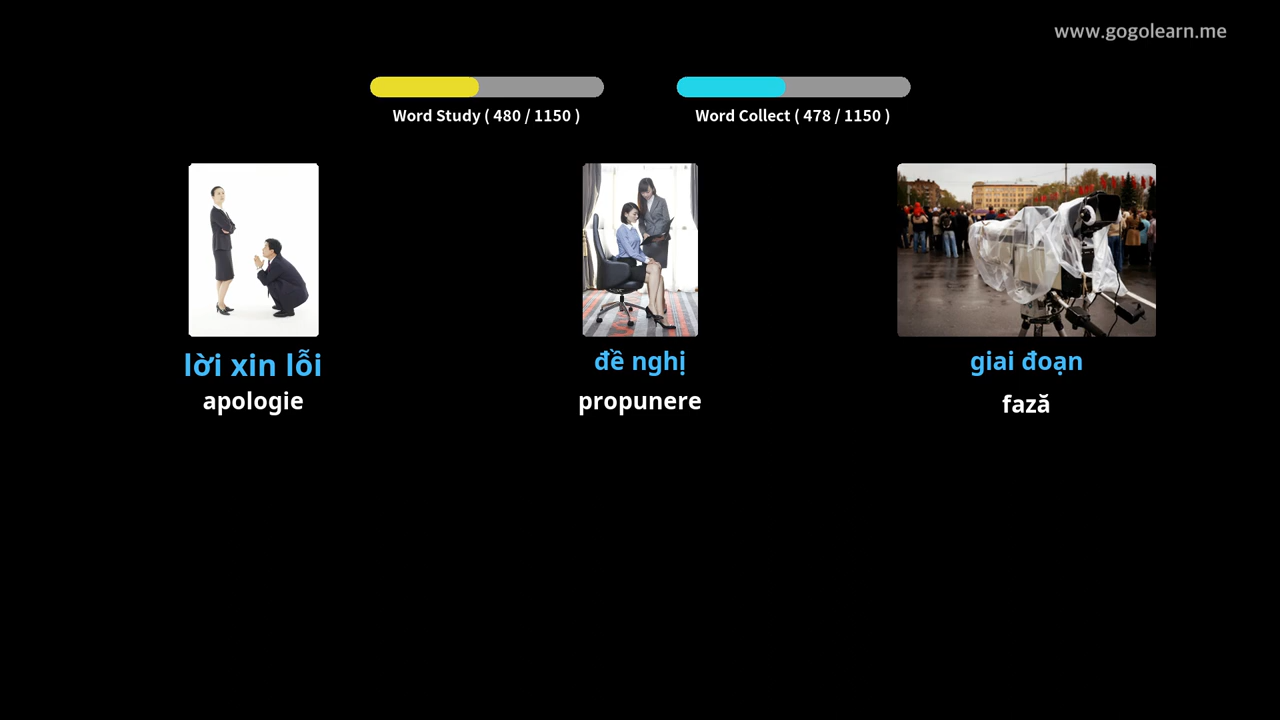 www.gogolearn.me
Word Study ( 480 / 1150 )
Word Collect ( 478 / 1150 )
lời xin lỗi
apologie
đề nghị
propunere
giai đoạn
fază